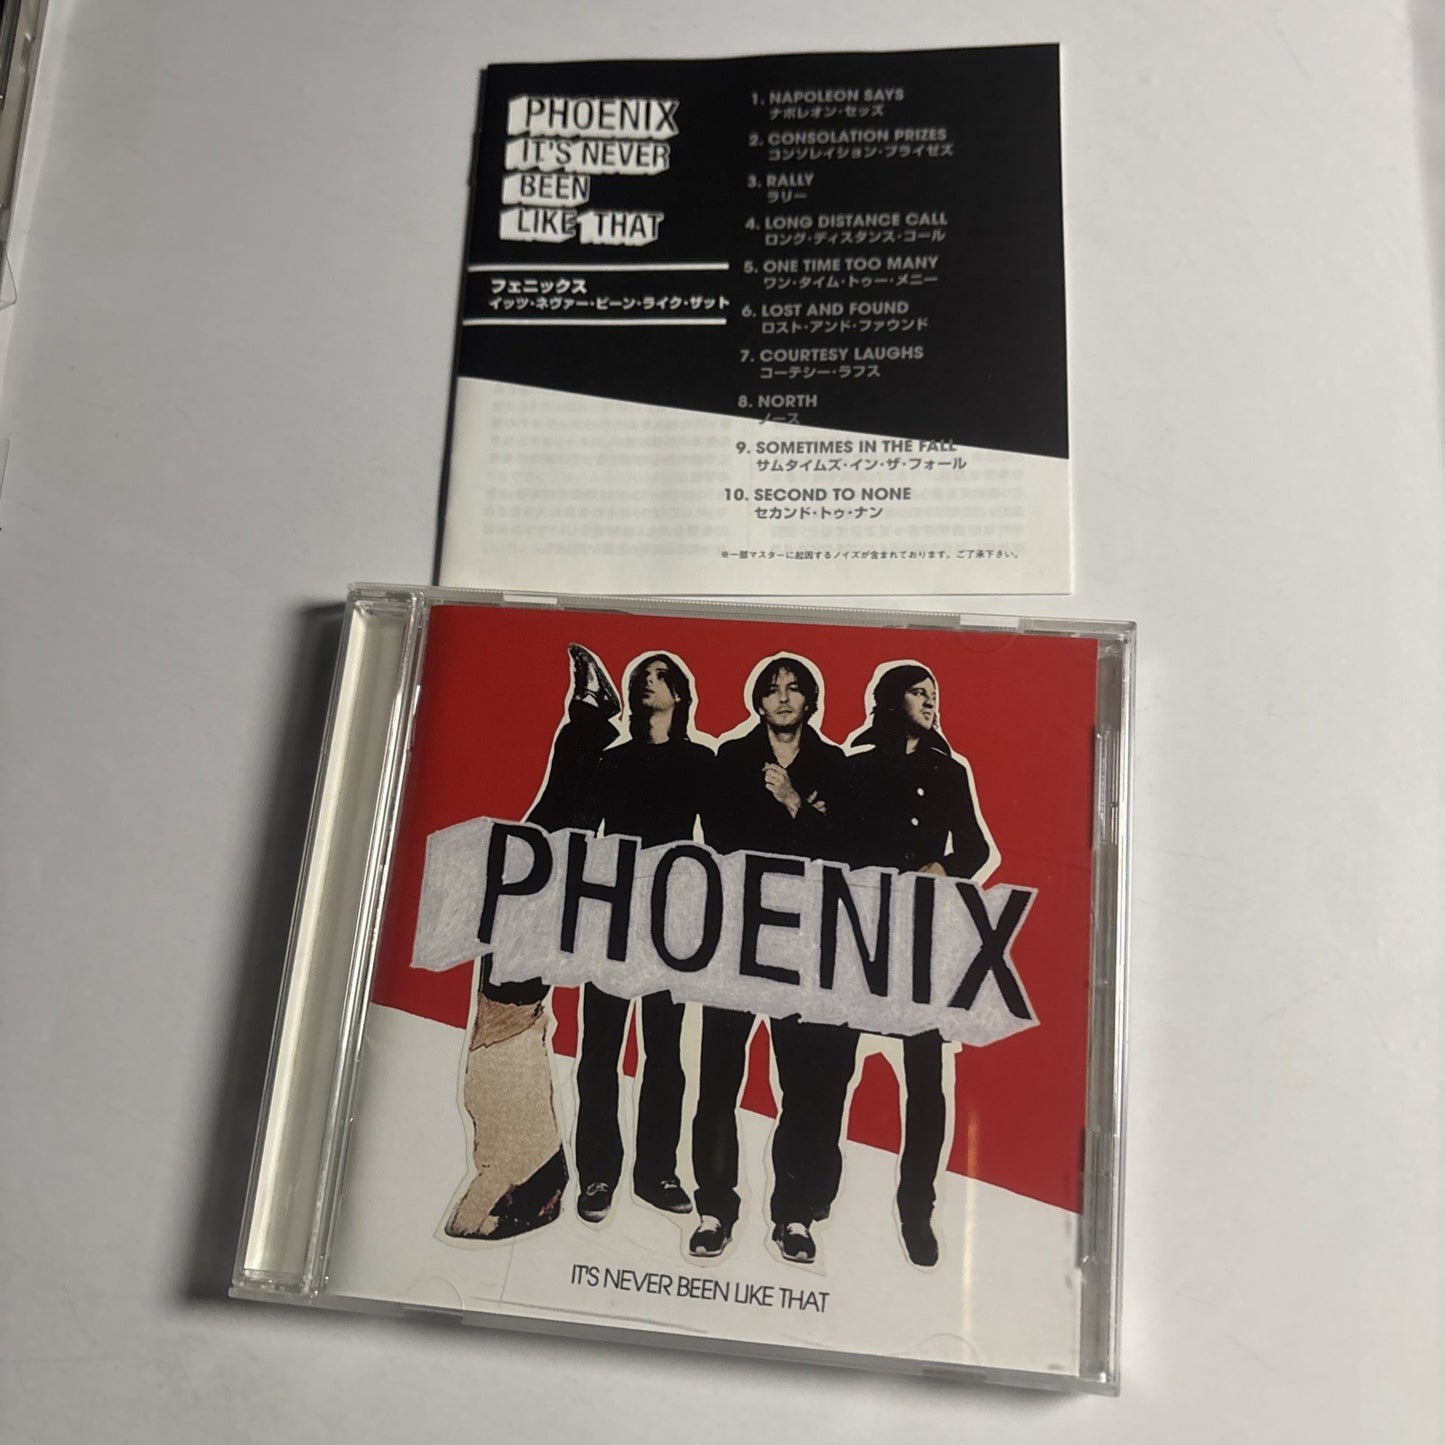 PHOENIX
IT'S NEVER
BEEN
LIKE THAT
フェニックス
イッツ・ネヴァー・ビーン・ライク・ザット
1. NAPOLEON SAYS
ナポレオン・セッズ
2. CONSOLATION PRIZES
コンソレイション・プライゼズ
3. RALLY
ラリー
4. LONG DISTANCE CALL
ロング・ディスタンス・コール
5. ONE TIME TOO MANY
ワン・タイム・トゥー・メニー
6. LOST AND FOUND
ロスト・アンド・ファウンド
7. COURTESY LAUGHS
コーテシー・ラフス
8. NORTH
ノース
9. SOMETIMES IN THE FALL
サムタイムズ・イン・ザ・フォール
10. SECOND TO NONE
セカンド・トゥ・ナン
※一部マスターに起因するノイズが含まれております。ご了承下さい。
PHOENIX
IT'S NEVER BEEN LIKE THAT